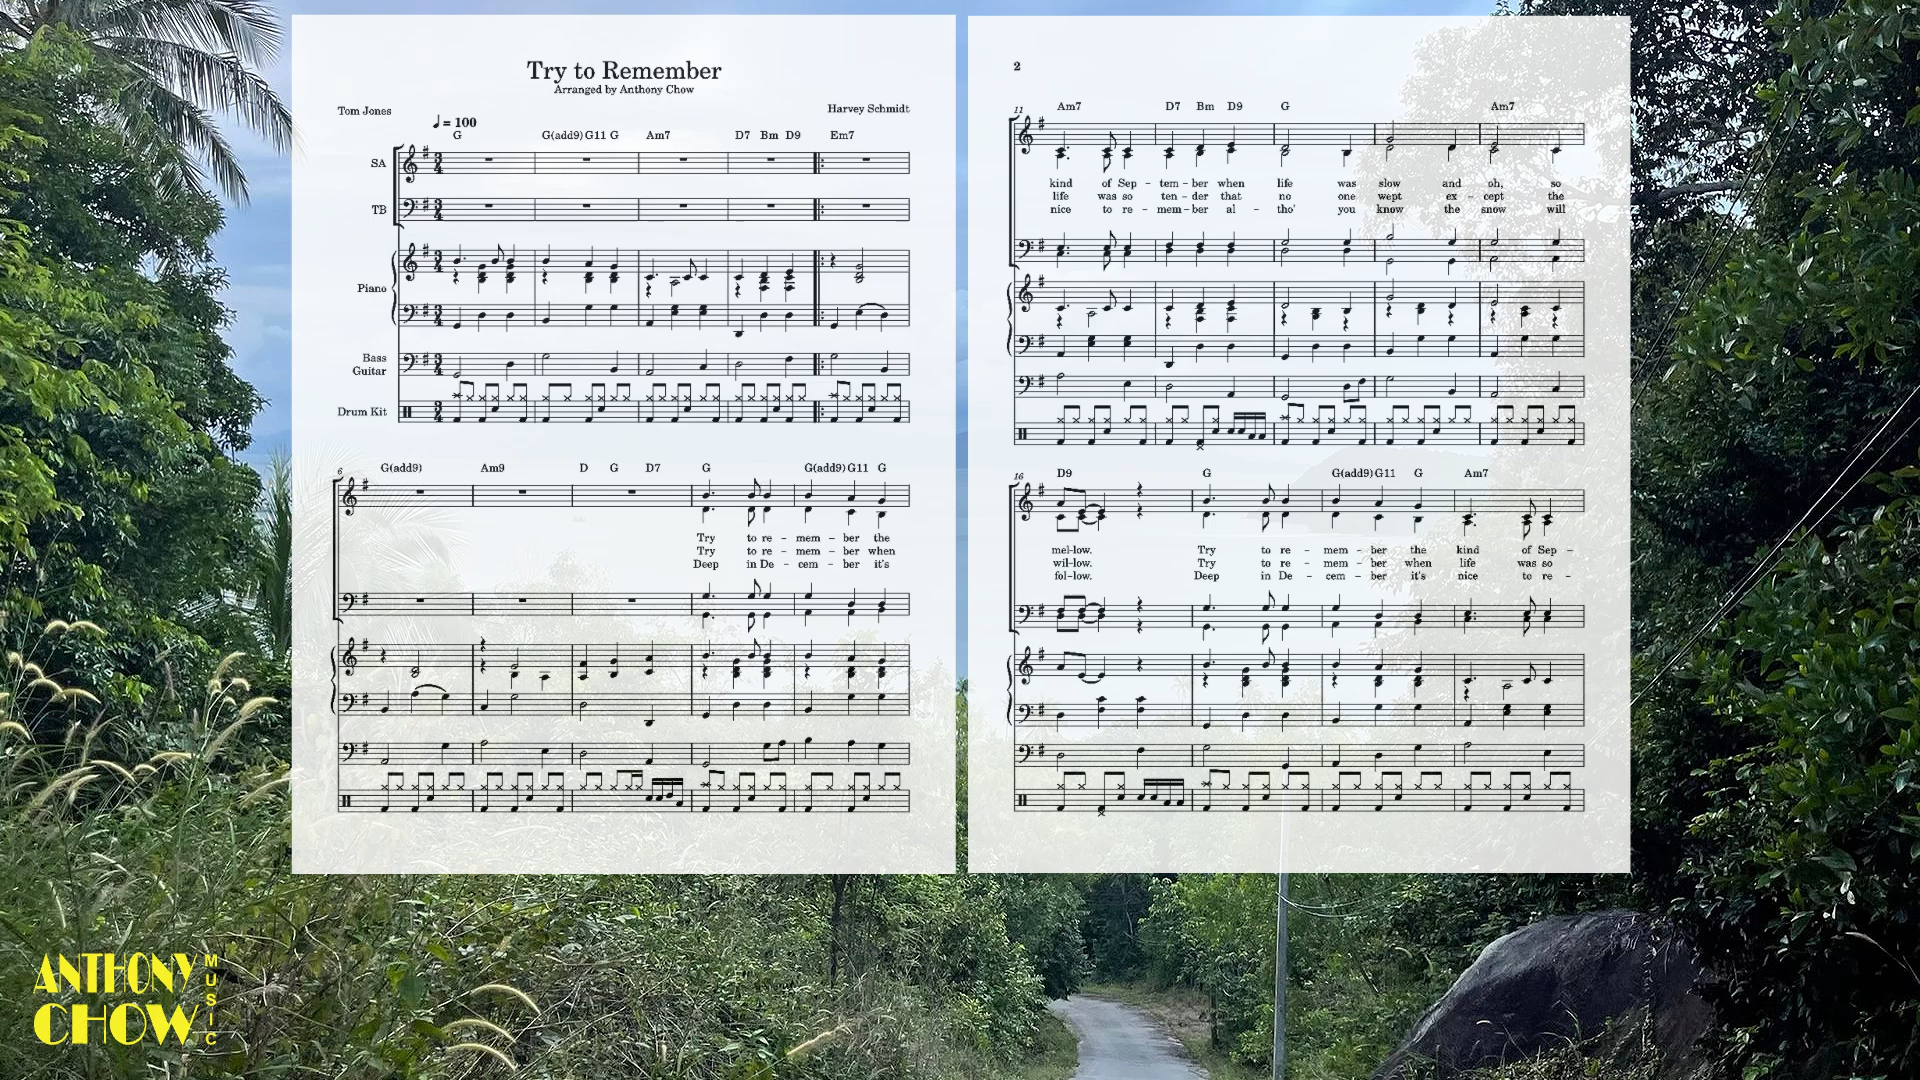 Try to Remember
Arranged by Anthony Chow
Tom Jones
Harvey Schmidt
♩ = 100
G G(add9) G11 G Am7 D7 Bm D9 Em7
SA
TB
Piano
Bass
Guitar
Drum Kit
6
G(add9) Am9 D G D7 G G(add9) G11 G
Try to re – mem – ber the
Try to re – mem – ber when
Deep in De – cem – ber it's
2
11
Am7 D7 Bm D9 G Am7
kind of Sep – tem – ber when life was slow and oh, so
life was so ten – der that no one wept ex – cept the
nice to re – mem – ber al – tho' you know the snow will
16
D9 G G(add9) G11 G Am7
mel-low. Try to re – mem – ber the kind of Sep –
wil-low. Try to re – mem – ber when life was so
fol-low. Deep in De – cem – ber it's nice to re –
ANTHONY
CHOW
MUSIC